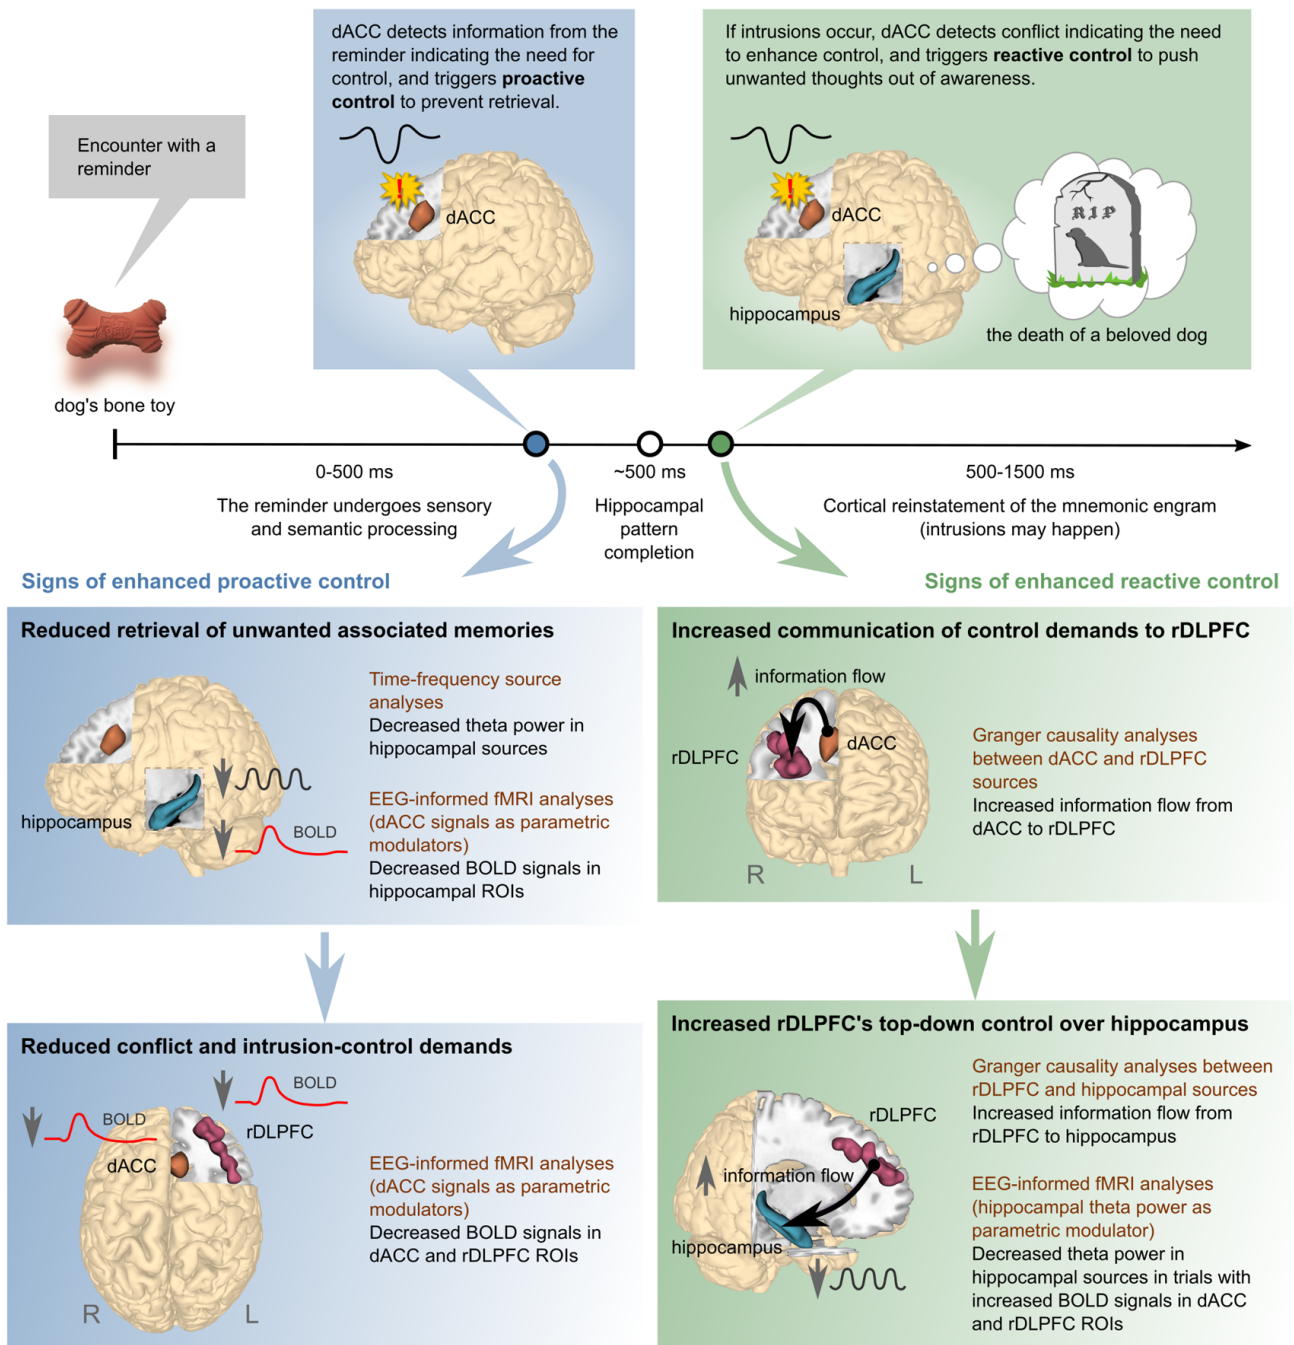 dACC detects information from the
reminder indicating the need for
control, and triggers proactive
control to prevent retrieval.
If intrusions occur, dACC detects conflict indicating the need
to enhance control, and triggers reactive control to push
unwanted thoughts out of awareness.
Encounter with a
reminder
!
dACC
!
dACC
hippocampus
RIP
the death of a beloved dog
dog's bone toy
0-500 ms
~500 ms
500-1500 ms
The reminder undergoes sensory
and semantic processing
Hippocampal
pattern
completion
Cortical reinstatement of the mnemonic engram
(intrusions may happen)
Signs of enhanced proactive control
Signs of enhanced reactive control
Reduced retrieval of unwanted associated memories
Time-frequency source
analyses
Decreased theta power in
hippocampal sources
hippocampus
BOLD
EEG-informed fMRI analyses
(dACC signals as parametric
modulators)
Decreased BOLD signals in
hippocampal ROIs
Increased communication of control demands to rDLPFC
information flow
rDLPFC
dACC
R
L
Granger causality analyses
between dACC and rDLPFC
sources
Increased information flow from
dACC to rDLPFC
Reduced conflict and intrusion-control demands
BOLD
BOLD
rDLPFC
dACC
R
L
EEG-informed fMRI analyses
(dACC signals as parametric
modulators)
Decreased BOLD signals in
dACC and rDLPFC ROIs
Increased rDLPFC's top-down control over hippocampus
rDLPFC
information flow
hippocampus
Granger causality analyses between
rDLPFC and hippocampal sources
Increased information flow from
rDLPFC to hippocampus
EEG-informed fMRI analyses
(hippocampal theta power as
parametric modulator)
Decreased theta power in
hippocampal sources in trials with
increased BOLD signals in dACC
and rDLPFC ROIs